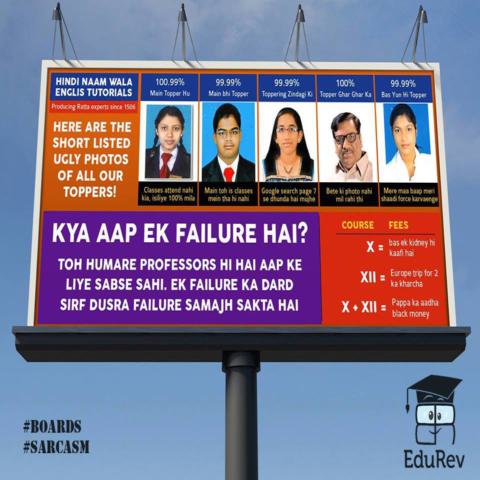 HINDI NAAM WALA
ENGLIS TUTORIALS
Producing Ratta experts since 1506
HERE ARE THE
SHORT LISTED
UGLY PHOTOS
OF ALL OUR
TOPPERS!
100.99%
Main Topper Hu
Classes attend nahi
kia, isiliye 100% mila
99.99%
Main bhi Topper
Main toh is classes
mein tha hi nahi
99.99%
Toppering Zindagi Ki
Google search page 7
se dhunda hai mujhe
100%
Topper Ghar Ghar Ka
Bete ki photo nahi
mil rahi thi
99.99%
Bas Yun Hi Topper
Mere maa baap meri
shaadi force karvaenge
KYA AAP EK FAILURE HAI?
TOH HUMARE PROFESSORS HI HAI AAP KE
LIYE SABSE SAHI. EK FAILURE KA DARD
SIRF DUSRA FAILURE SAMAJH SAKTA HAI
COURSE FEES
X = bas ek kidney hi
kaafi hai
XII = Europe trip for 2
ka kharcha
X + XII = Pappa ka aadha
black money
#BOARDS
#SARCASM
EduRev